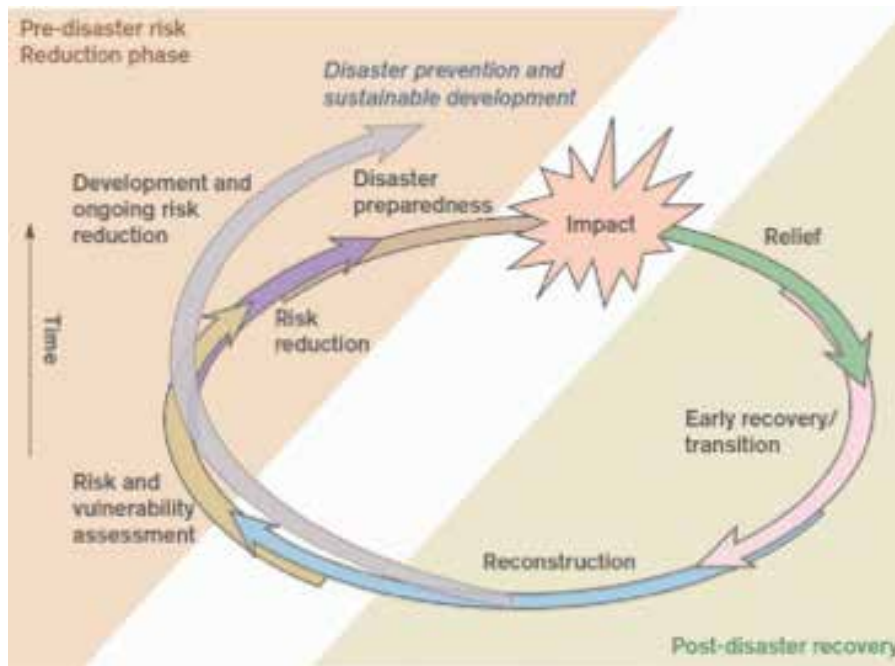 Pre-disaster risk
Reduction phase
Disaster prevention and
sustainable development
Development and
ongoing risk
reduction
Disaster
preparedness
Impact
Relief
Time
Risk
reduction
Early recovery/
transition
Risk and
vulnerability
assessment
Reconstruction
Post-disaster recovery